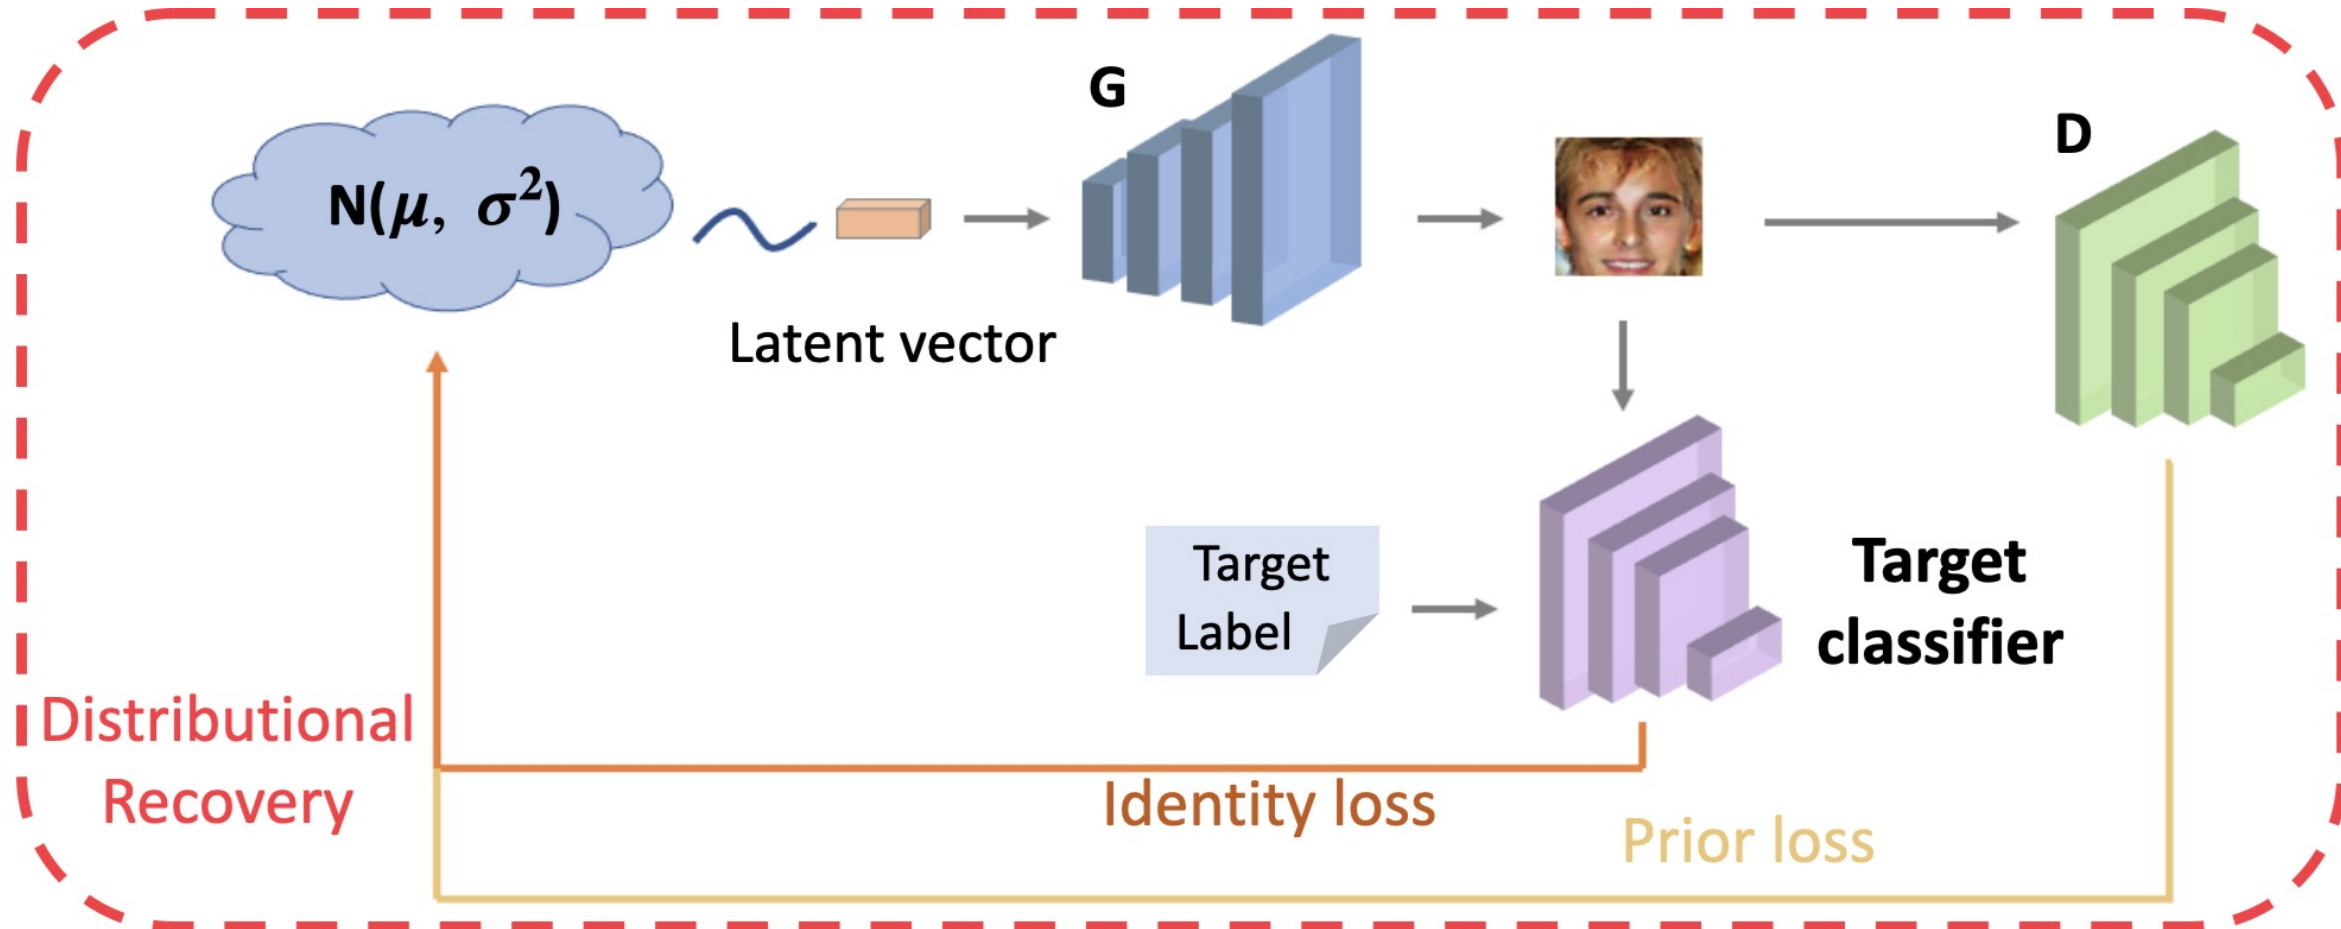 G
D
N(μ, σ²)
Latent vector
Target
Label
Target
classifier
Distributional
Recovery
Identity loss
Prior loss